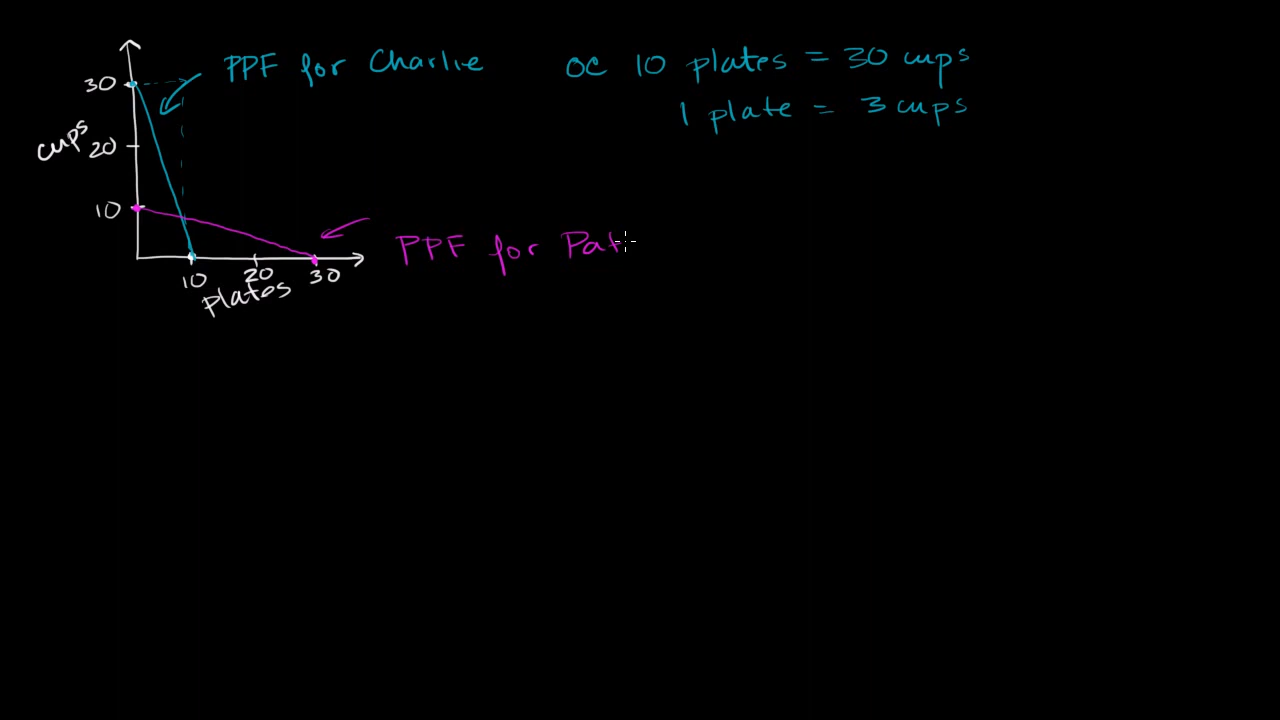 PPF for Charlie
OC 10 plates = 30 cups
1 plate = 3 cups
30
cups
20
10
PPF for Pat
10
20
30
plates